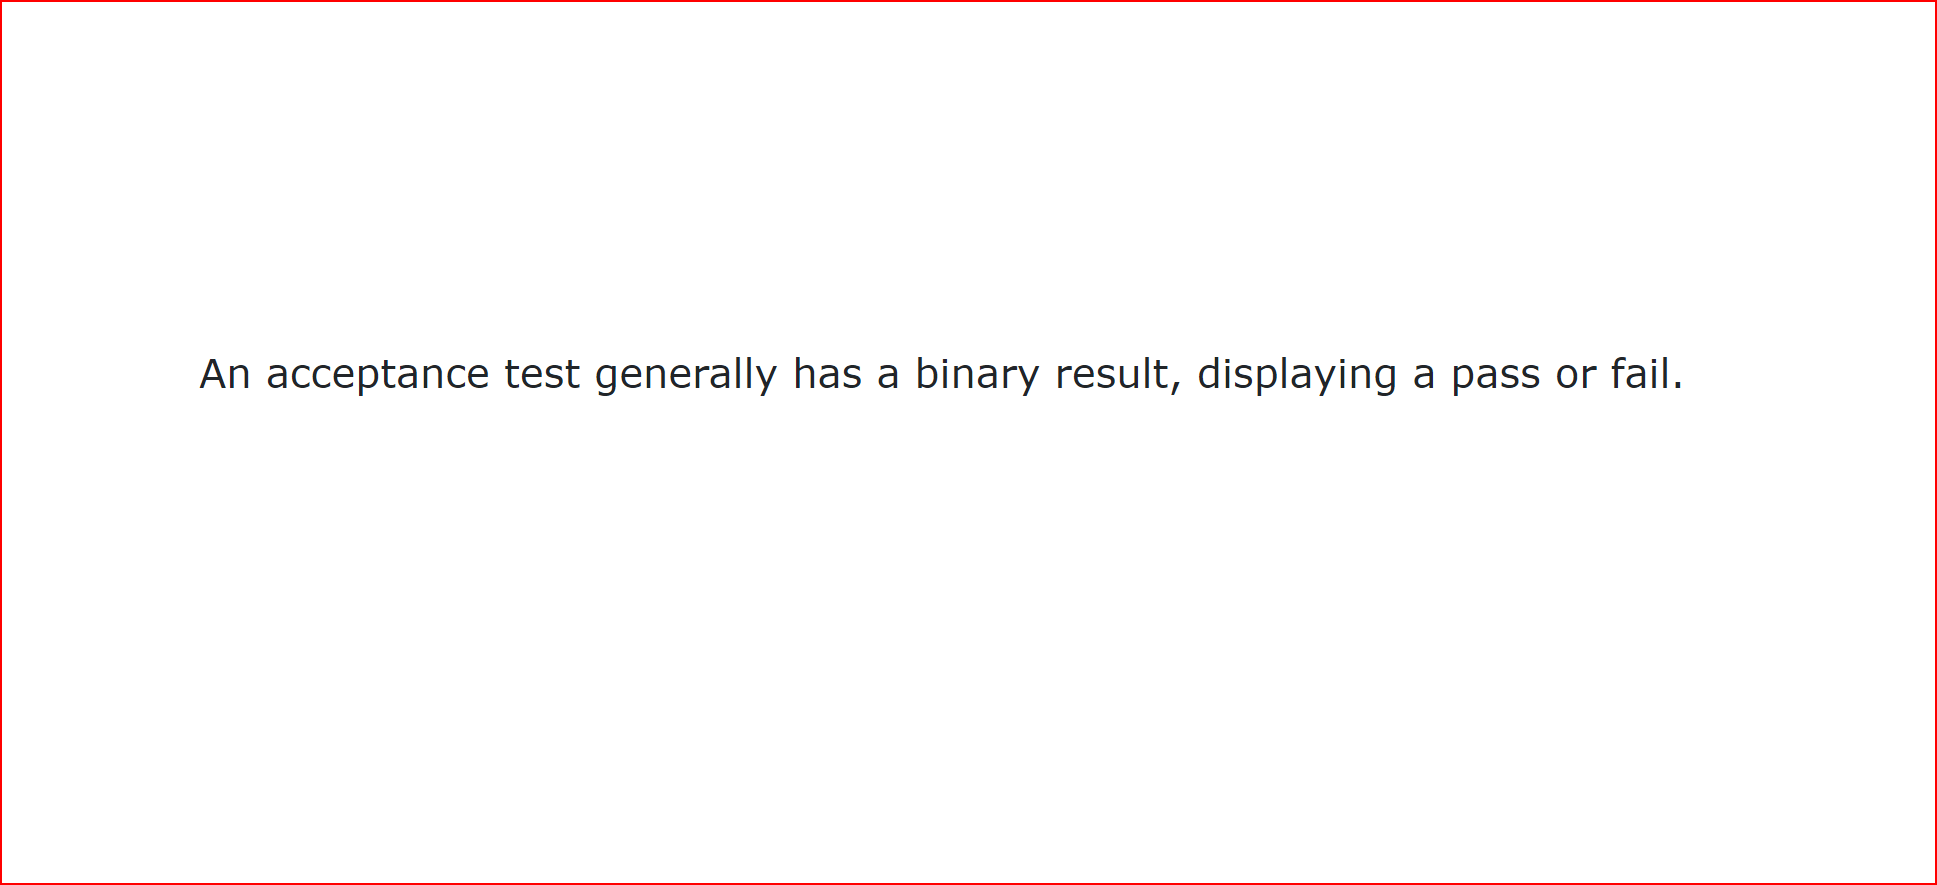 An acceptance test generally has a binary result, displaying a pass or fail.